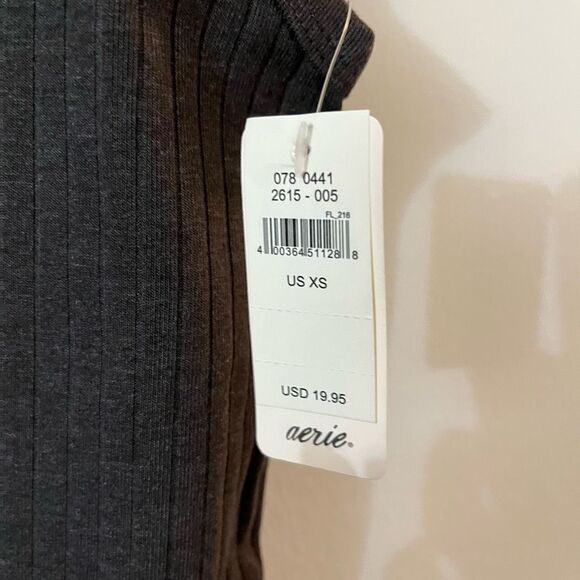 078 0441
2615 - 005
FL_216
4 00364 51128 8
US XS
USD 19.95
aerie®